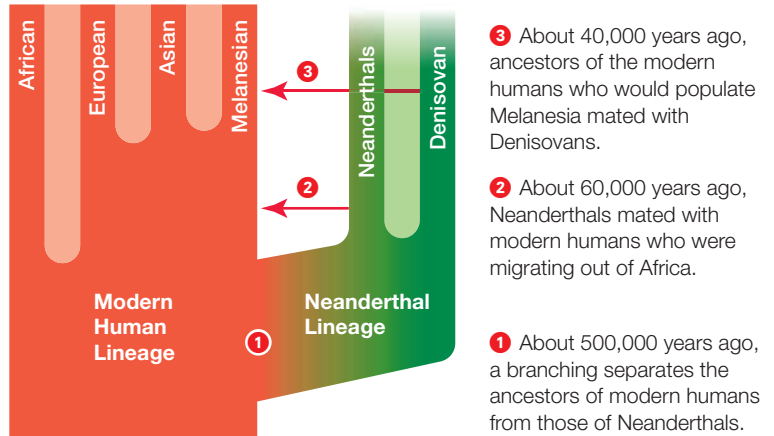 African
European
Asian
Melanesian
Neanderthals
Denisovan
3
2
Modern
Human
Lineage
1
Neanderthal
Lineage
3 About 40,000 years ago,
ancestors of the modern
humans who would populate
Melanesia mated with
Denisovans.
2 About 60,000 years ago,
Neanderthals mated with
modern humans who were
migrating out of Africa.
1 About 500,000 years ago,
a branching separates the
ancestors of modern humans
from those of Neanderthals.